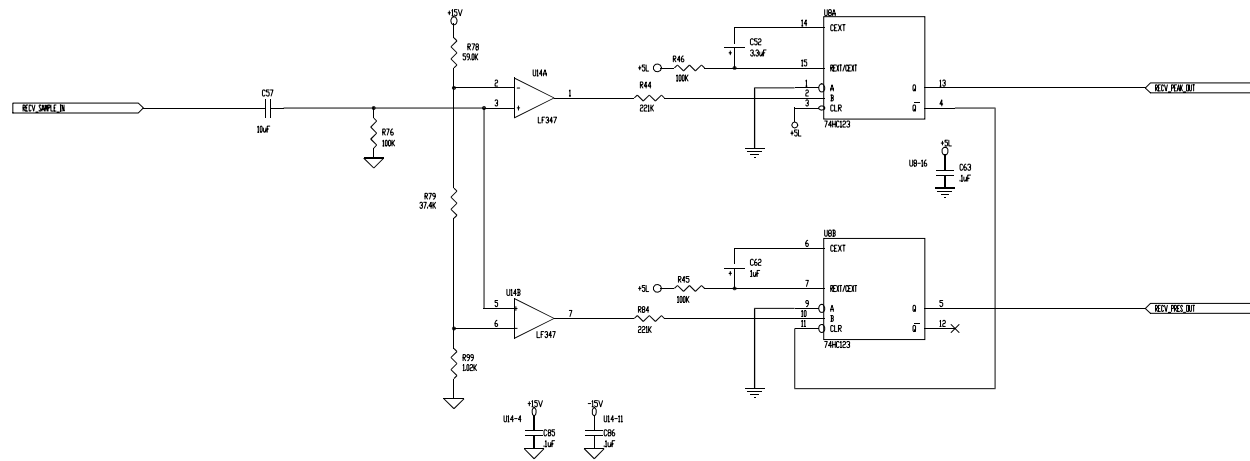 +15V
R78
59.0K
U14A
2
-
3
+
1
LF347
RECV_SAMPLE_IN
C57
10uF
R76
100K
R79
37.4K
R44
221K
+5L
R46
100K
C52
3.3uF
+
U8A
14
CEXT
15
REXT/CEXT
1
A
2
B
3
CLR
+5L
74HC123
Q
13
Q
4
RECV_PEAK_OUT
+5L
U8-16
C63
.1uF
U14B
5
+
6
-
7
LF347
R99
1.02K
R84
221K
+5L
R45
100K
C62
1uF
+
U8B
6
CEXT
7
REXT/CEXT
9
A
10
B
11
CLR
74HC123
Q
5
Q
12
RECV_PRES_OUT
+15V
U14-4
C85
.1uF
-15V
U14-11
C86
.1uF